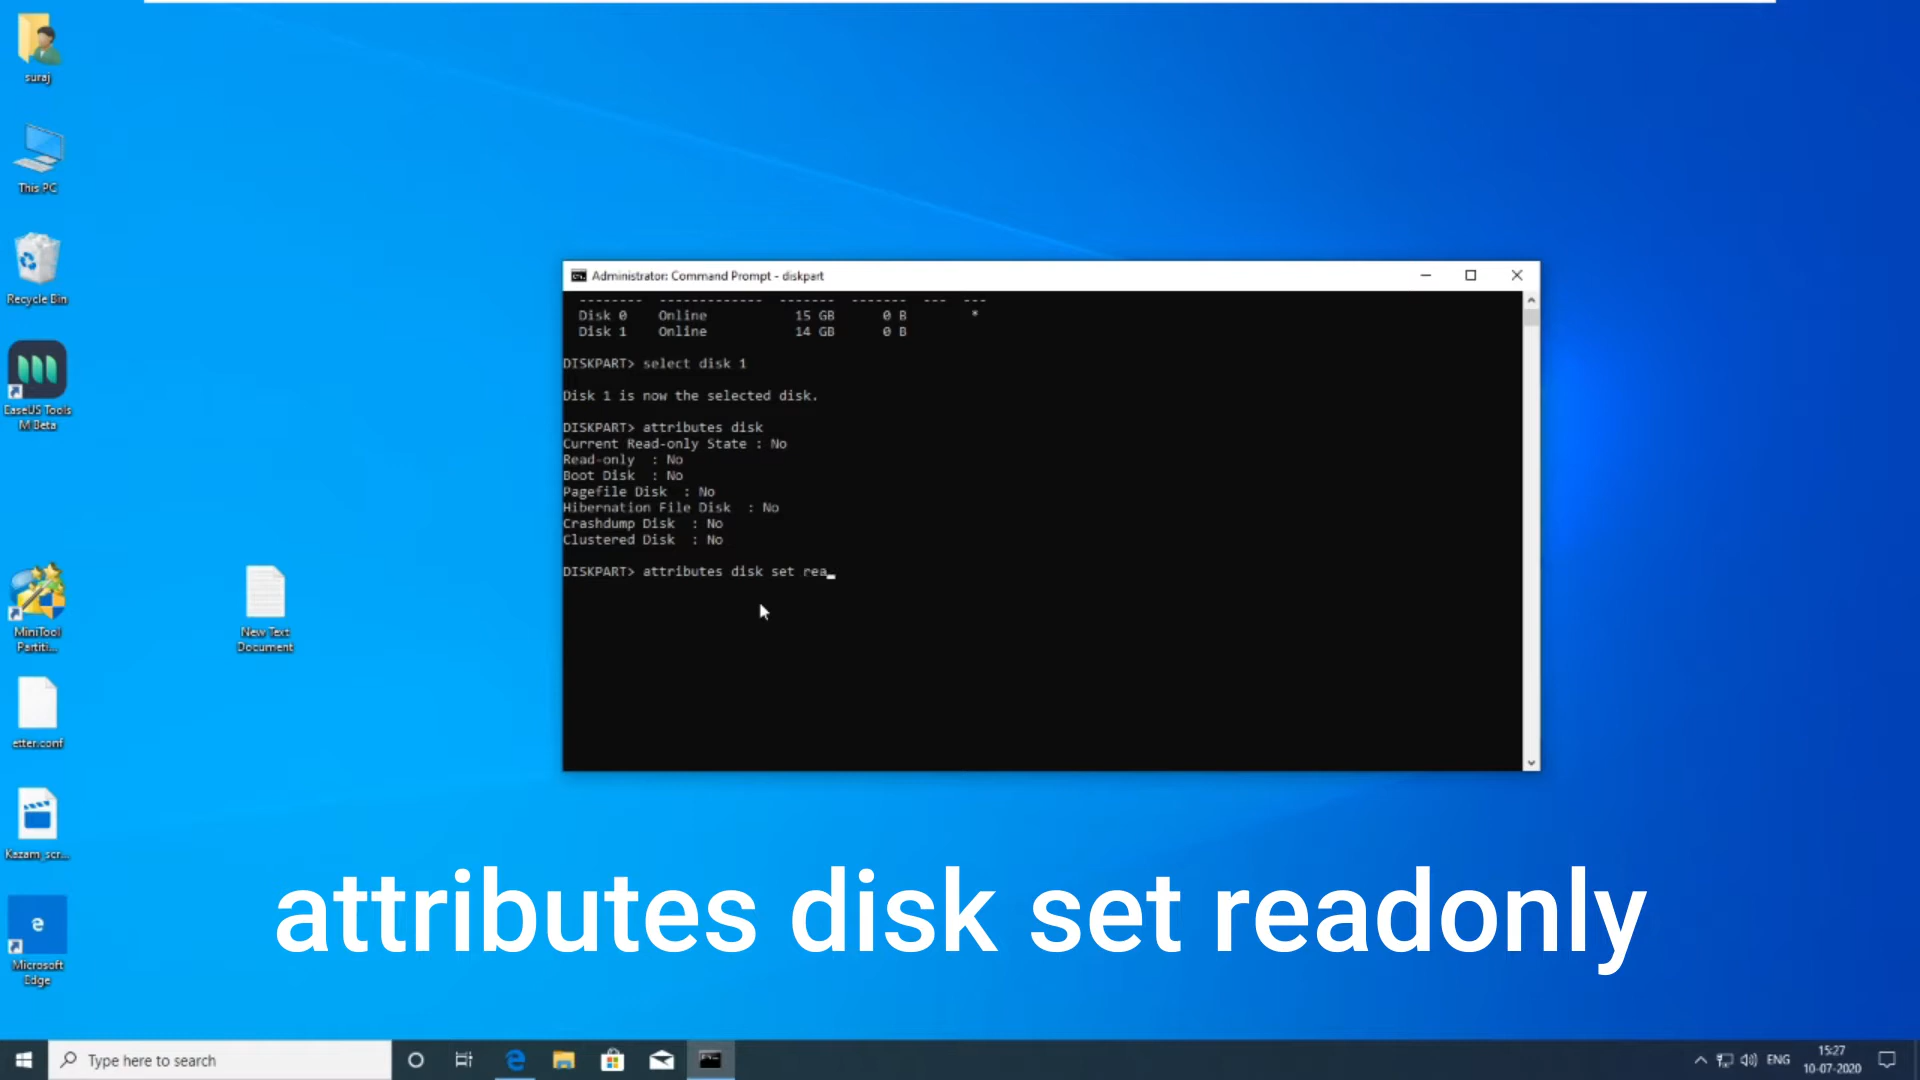 suraj
This PC
Recycle Bin
EaseUS Tools
M Beta
MiniTool
Partiti...
New Text
Document
etter.conf
Kazam_scr...
Microsoft
Edge
Administrator: Command Prompt - diskpart
-------- ------------- ------- ------- --- ---
Disk 0 Online 15 GB 0 B *
Disk 1 Online 14 GB 0 B
DISKPART> select disk 1
Disk 1 is now the selected disk.
DISKPART> attributes disk
Current Read-only State : No
Read-only : No
Boot Disk : No
Pagefile Disk : No
Hibernation File Disk : No
Crashdump Disk : No
Clustered Disk : No
DISKPART> attributes disk set rea_
attributes disk set readonly
Type here to search
ENG
15:27
10-07-2020